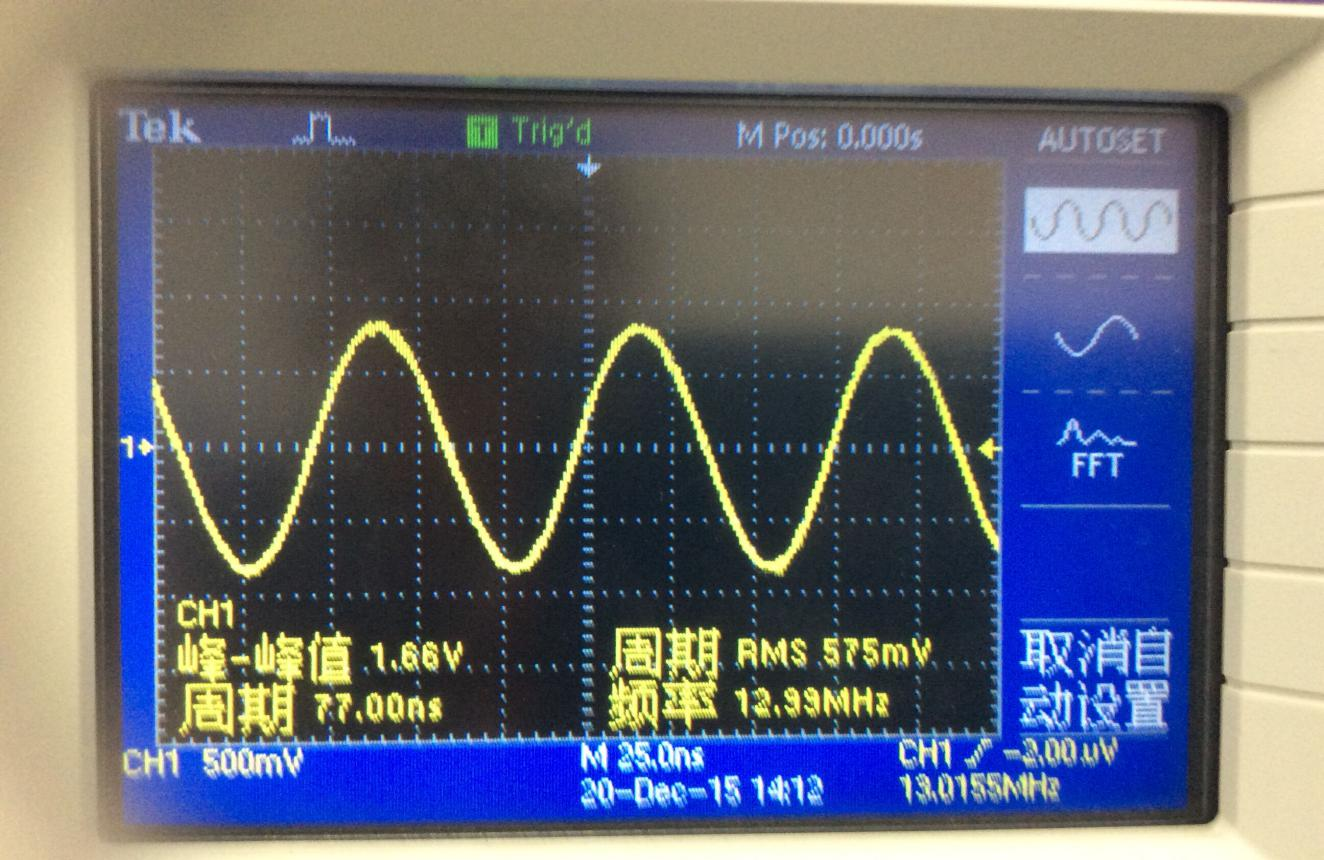 Tek Trig'd M Pos: 0.000s AUTOSET
1
FFT
CH1
峰-峰值 1.66V 周期 RMS 575mV
周期 77.00ns 频率 12.99MHz
取消自
动设置
CH1 500mV M 25.0ns CH1 -2.00uV
20-Dec-15 14:12 13.0155MHz